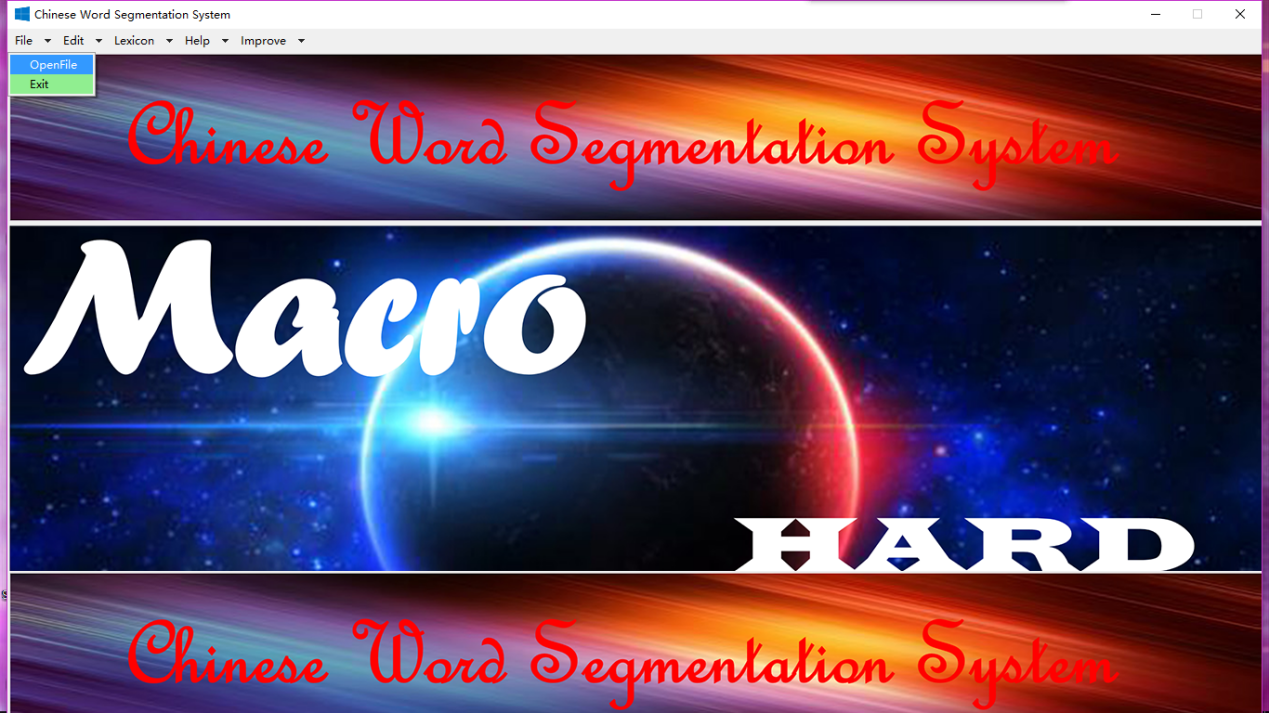 Chinese Word Segmentation System
File Edit Lexicon Help Improve
OpenFile
Exit
Chinese Word Segmentation System
Macro
HARD
Chinese Word Segmentation System